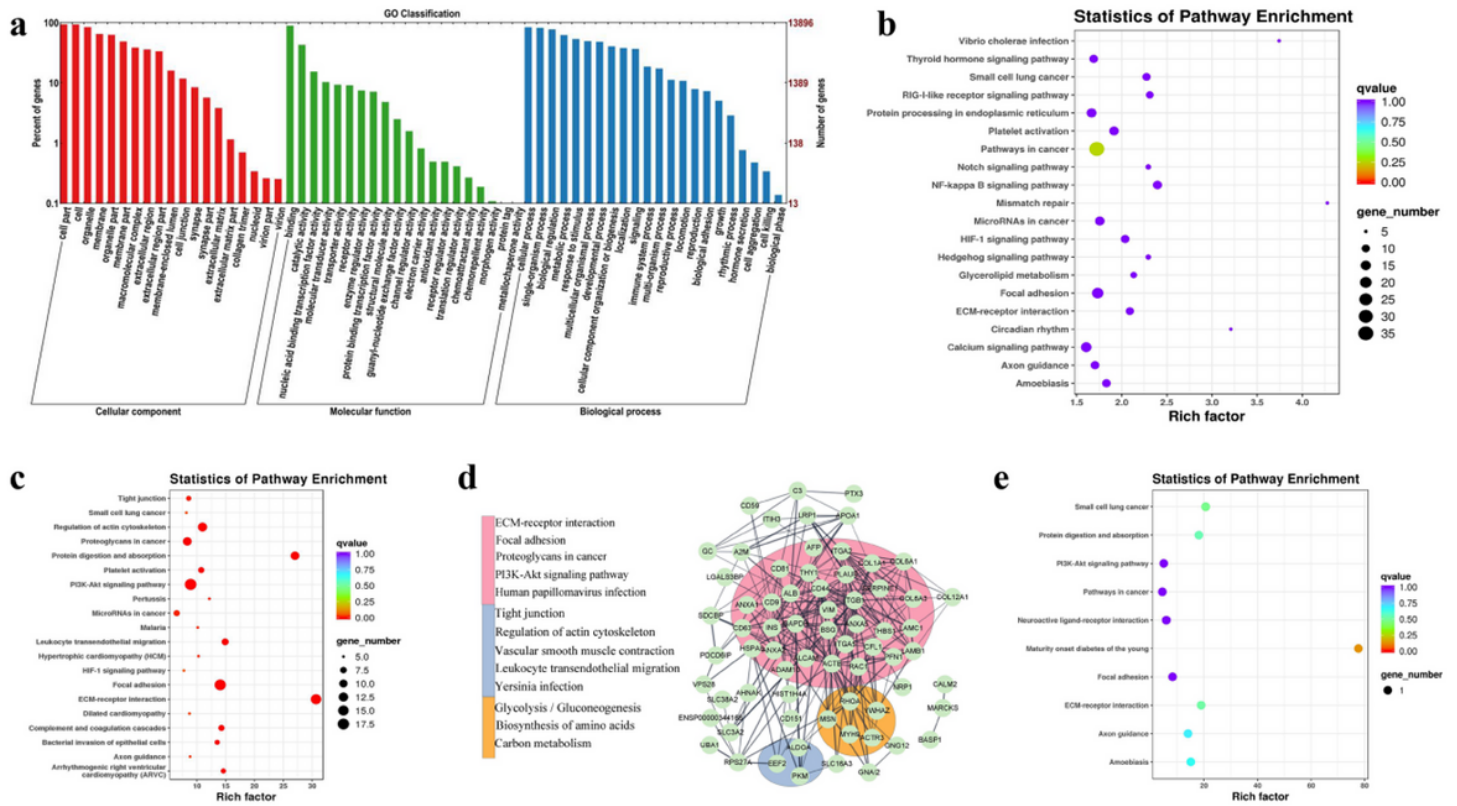 a
GO Classification
100
10
1
0.1
Percent of genes
13896
1389
138
13
Number of genes
cell part
cell
organelle
membrane
organelle part
membrane part
macromolecular complex
extracellular region
extracellular region part
membrane-enclosed lumen
cell junction
synapse
synapse part
extracellular matrix
extracellular matrix part
collagen trimer
nucleoid
virion part
virion
binding
catalytic activity
nucleic acid binding transcription factor activity
molecular transducer activity
transporter activity
receptor activity
enzyme regulator activity
protein binding transcription factor activity
structural molecule activity
guanyl-nucleotide exchange factor activity
channel regulator activity
electron carrier activity
antioxidant activity
receptor regulator activity
translation regulator activity
chemoattractant activity
chemorepellent activity
morphogen activity
protein tag
metallochaperone activity
cellular process
single-organism process
biological regulation
metabolic process
response to stimulus
multicellular organismal process
developmental process
cellular component organization or biogenesis
localization
signaling
immune system process
multi-organism process
reproductive process
locomotion
reproduction
biological adhesion
growth
rhythmic process
hormone secretion
cell aggregation
cell killing
biological phase
Cellular component
Molecular function
Biological process
b
Statistics of Pathway Enrichment
Vibrio cholerae infection
Thyroid hormone signaling pathway
Small cell lung cancer
RIG-I-like receptor signaling pathway
Protein processing in endoplasmic reticulum
Platelet activation
Pathways in cancer
Notch signaling pathway
NF-kappa B signaling pathway
Mismatch repair
MicroRNAs in cancer
HIF-1 signaling pathway
Hedgehog signaling pathway
Glycerolipid metabolism
Focal adhesion
ECM-receptor interaction
Circadian rhythm
Calcium signaling pathway
Axon guidance
Amoebiasis
1.5 2.0 2.5 3.0 3.5 4.0
Rich factor
qvalue
1.00
0.75
0.50
0.25
0.00
gene_number
5
10
15
20
25
30
35
c
Statistics of Pathway Enrichment
Tight junction
Small cell lung cancer
Regulation of actin cytoskeleton
Proteoglycans in cancer
Protein digestion and absorption
Platelet activation
PI3K-Akt signaling pathway
Pertussis
MicroRNAs in cancer
Malaria
Leukocyte transendothelial migration
Hypertrophic cardiomyopathy (HCM)
HIF-1 signaling pathway
Focal adhesion
ECM-receptor interaction
Dilated cardiomyopathy
Complement and coagulation cascades
Bacterial invasion of epithelial cells
Axon guidance
Arrhythmogenic right ventricular
cardiomyopathy (ARVC)
10 15 20 25 30
Rich factor
qvalue
1.00
0.75
0.50
0.25
0.00
gene_number
5.0
7.5
10.0
12.5
15.0
17.5
d
ECM-receptor interaction
Focal adhesion
Proteoglycans in cancer
PI3K-Akt signaling pathway
Human papillomavirus infection
Tight junction
Regulation of actin cytoskeleton
Vascular smooth muscle contraction
Leukocyte transendothelial migration
Yersinia infection
Glycolysis / Gluconeogenesis
Biosynthesis of amino acids
Carbon metabolism
C3
PTX3
CD59
ITIH3
LRP1
APOA1
GC
A2M
AFP
ITGA2
COL1A1
COL6A1
LGALS3BP
CD81
THY1
PLAU
ALB
CD44
SERPINE1
COL6A3
COL12A1
ANXA1
CD9
ITGB1
VIM
SDCBP
CD63
INS
GAPDH
BSG
ANXA5
THBS1
LAMC1
PDCD6IP
HSPA8
ANXA2
ITGA5
CFL1
LAMB1
ALCAM
ACTB
RAC1
PFN1
ADAM10
VPS28
AHNAK
HIST1H4A
NRP1
CALM2
SLC38A2
RHOA
YWHAZ
MARCKS
CD151
MSN
SLC3A2
MYH9
ACTR3
BASP1
UBA1
ALDOA
GNG12
RPS27A
EEF2
SLC16A3
PKM
GNAI2
e
Statistics of Pathway Enrichment
Small cell lung cancer
Protein digestion and absorption
PI3K-Akt signaling pathway
Pathways in cancer
Neuroactive ligand-receptor interaction
Maturity onset diabetes of the young
Focal adhesion
ECM-receptor interaction
Axon guidance
Amoebiasis
20 40 60 80
Rich factor
qvalue
1.00
0.75
0.50
0.25
0.00
gene_number
1